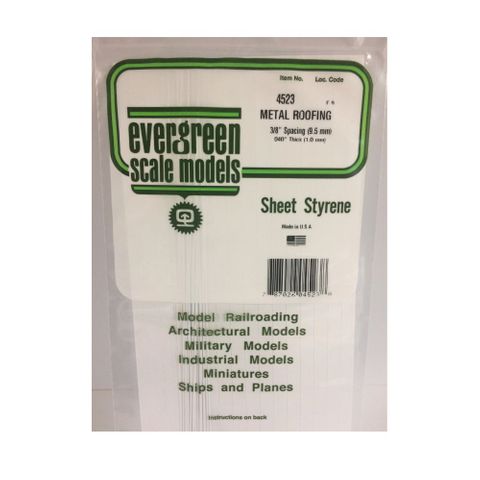 Item No. Loc. Code
4523
METAL ROOFING
3/8" Spacing (9.5 mm)
.040" Thick (1.0 mm)
evergreen
scale models
Sheet Styrene
Made in U S A
Model Railroading
Architectural Models
Military Models
Industrial Models
Miniatures
Ships and Planes
Instructions on back